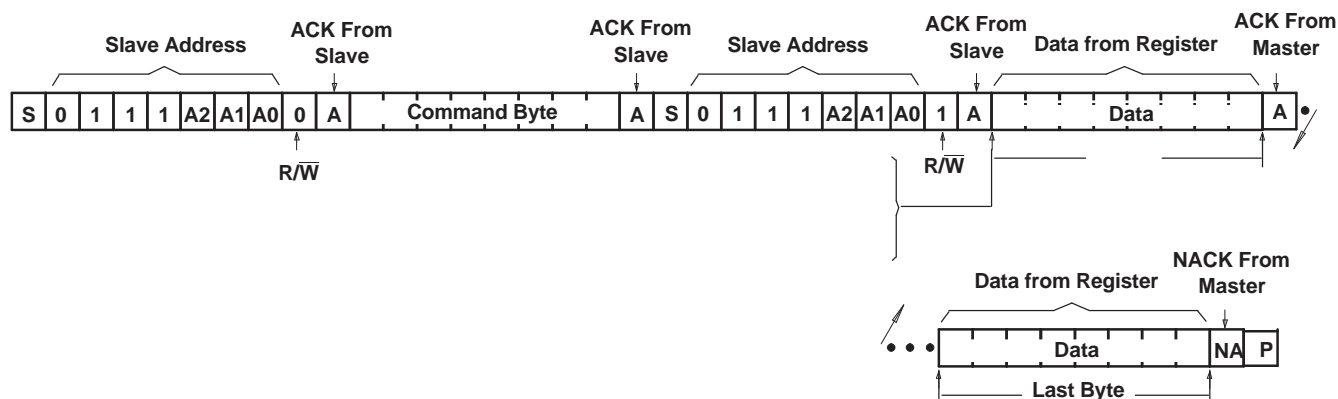 ACK From Slave
Slave Address
ACK From Slave
Slave Address
ACK From Slave
Data from Register
ACK From Master
S 0 1 1 1 A2 A1 A0 0 A Command Byte A S 0 1 1 1 A2 A1 A0 1 A Data A
R/W̅
R/W̅
Data from Register
NACK From Master
Data NA P
Last Byte